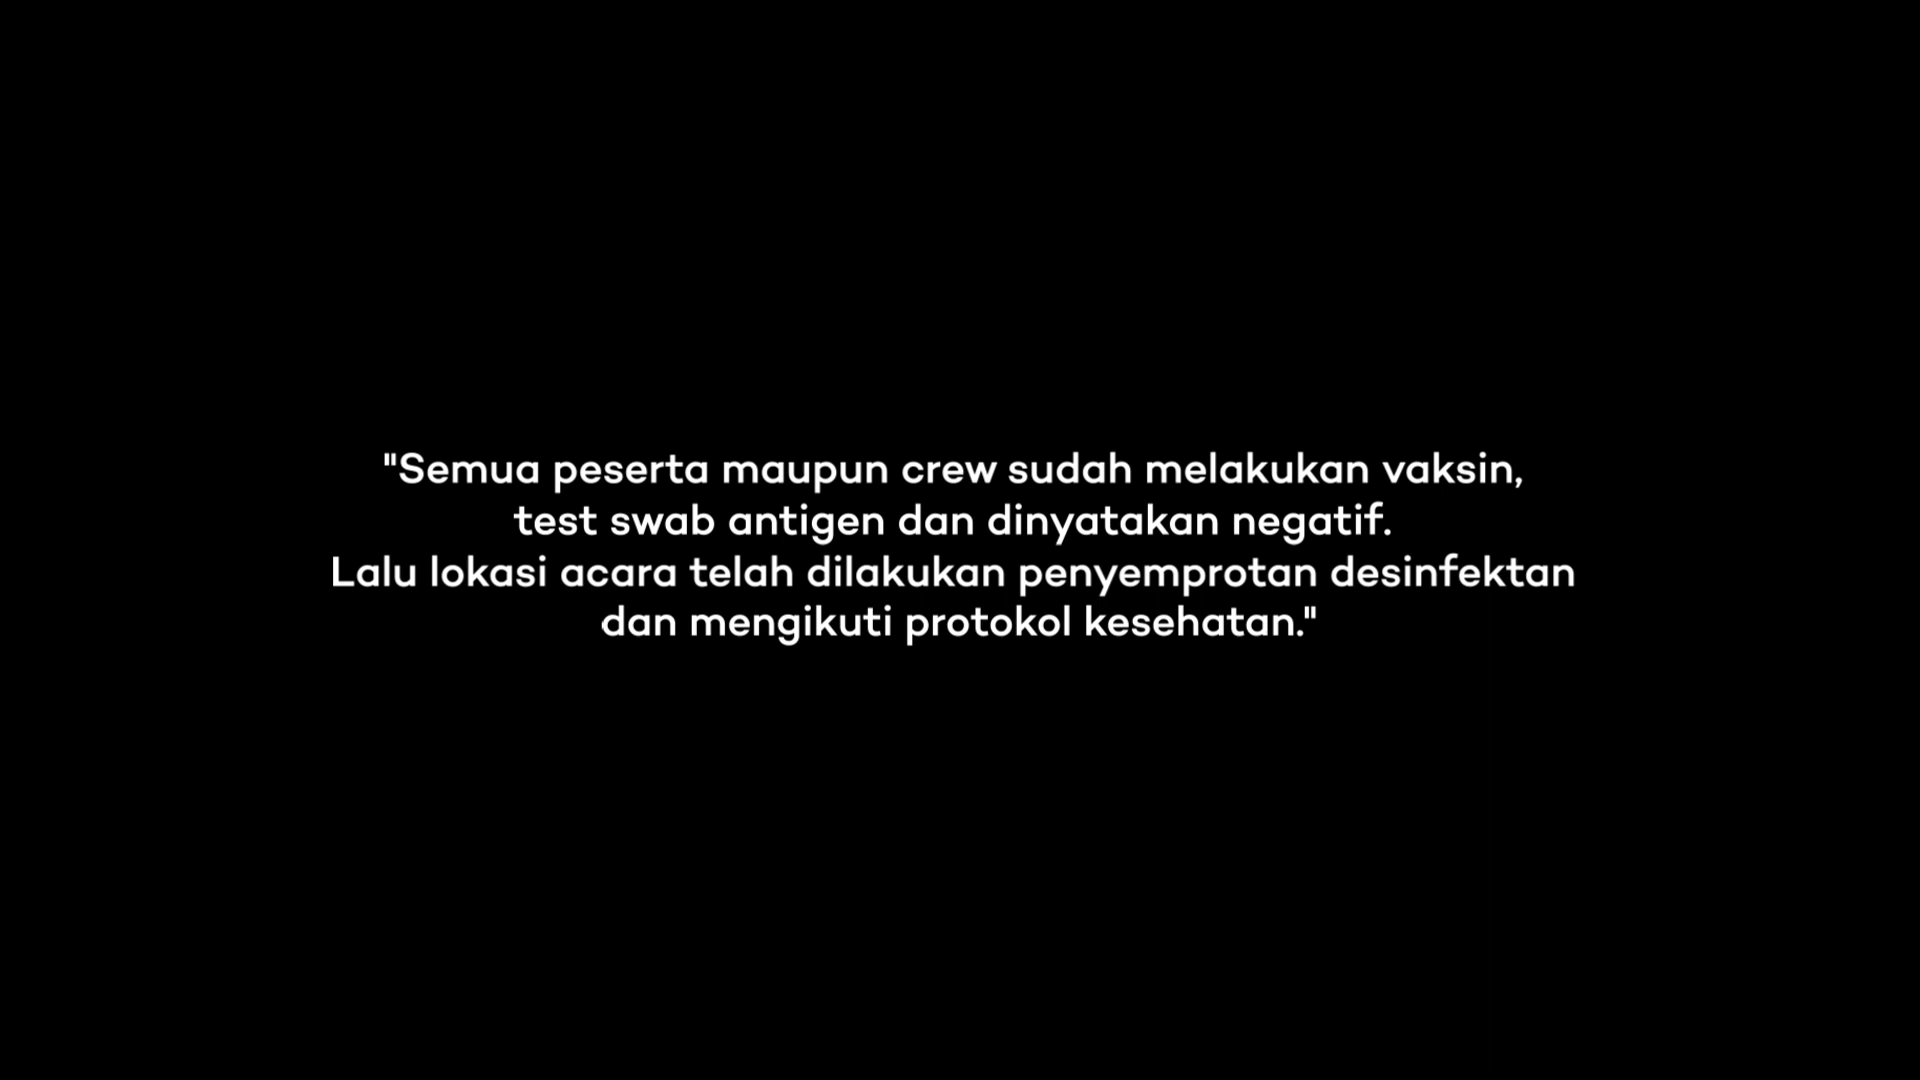 "Semua peserta maupun crew sudah melakukan vaksin,
test swab antigen dan dinyatakan negatif.
Lalu lokasi acara telah dilakukan penyemprotan desinfektan
dan mengikuti protokol kesehatan."